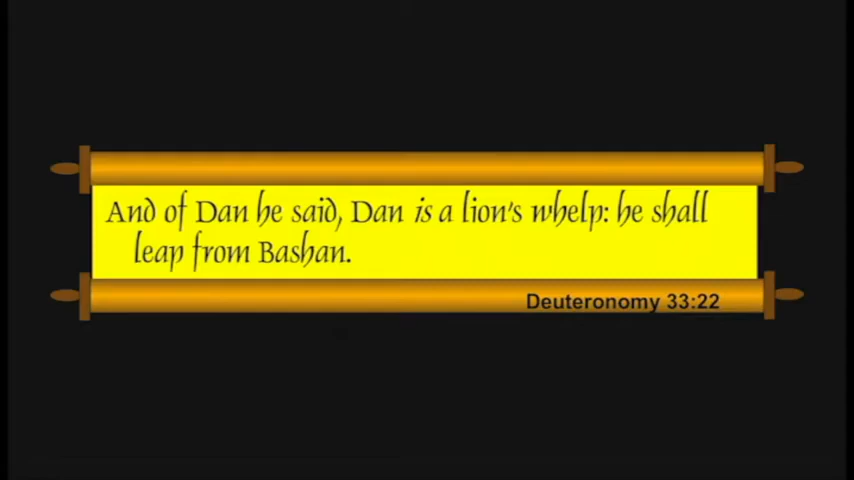 And of Dan he said, Dan is a lion's whelp: he shall
leap from Bashan.
Deuteronomy 33:22